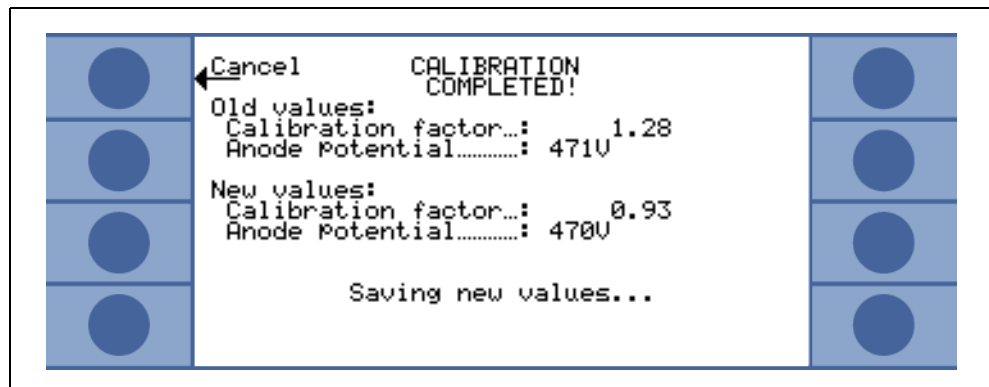 Cancel CALIBRATION
COMPLETED!
Old values:
Calibration factor…: 1.28
Anode Potential…………: 471V
New values:
Calibration factor…: 0.93
Anode Potential…………: 470V
Saving new values...